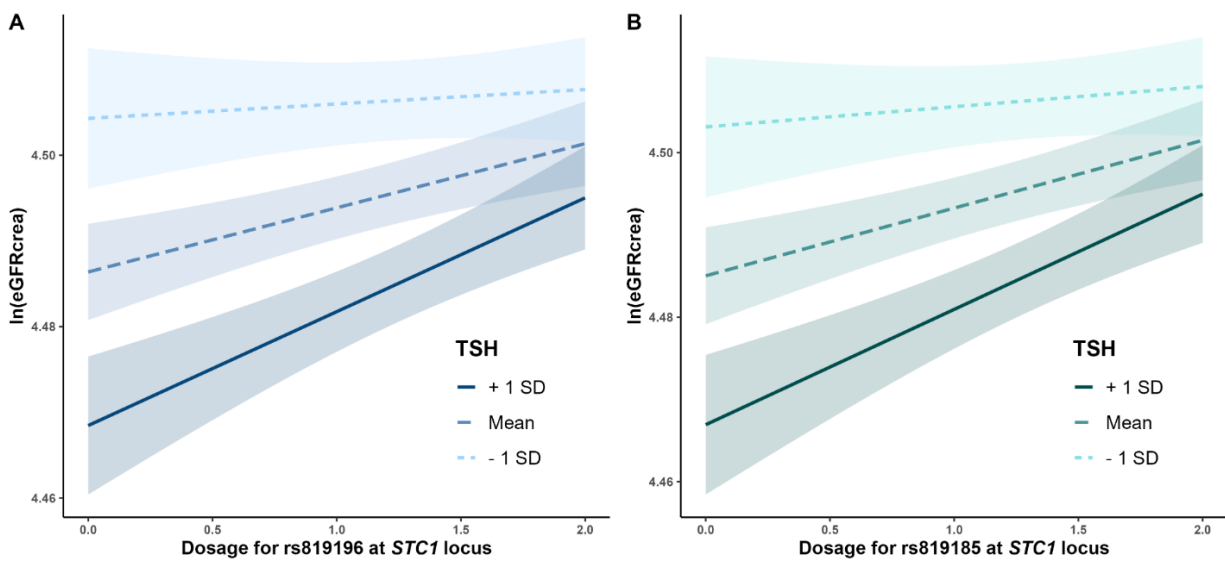 A
4.50
4.48
4.46
ln(eGFRcrea)
TSH
+ 1 SD
Mean
- 1 SD
0.0 0.5 1.0 1.5 2.0
Dosage for rs819196 at STC1 locus
B
4.50
4.48
4.46
ln(eGFRcrea)
TSH
+ 1 SD
Mean
- 1 SD
0.0 0.5 1.0 1.5 2.0
Dosage for rs819185 at STC1 locus